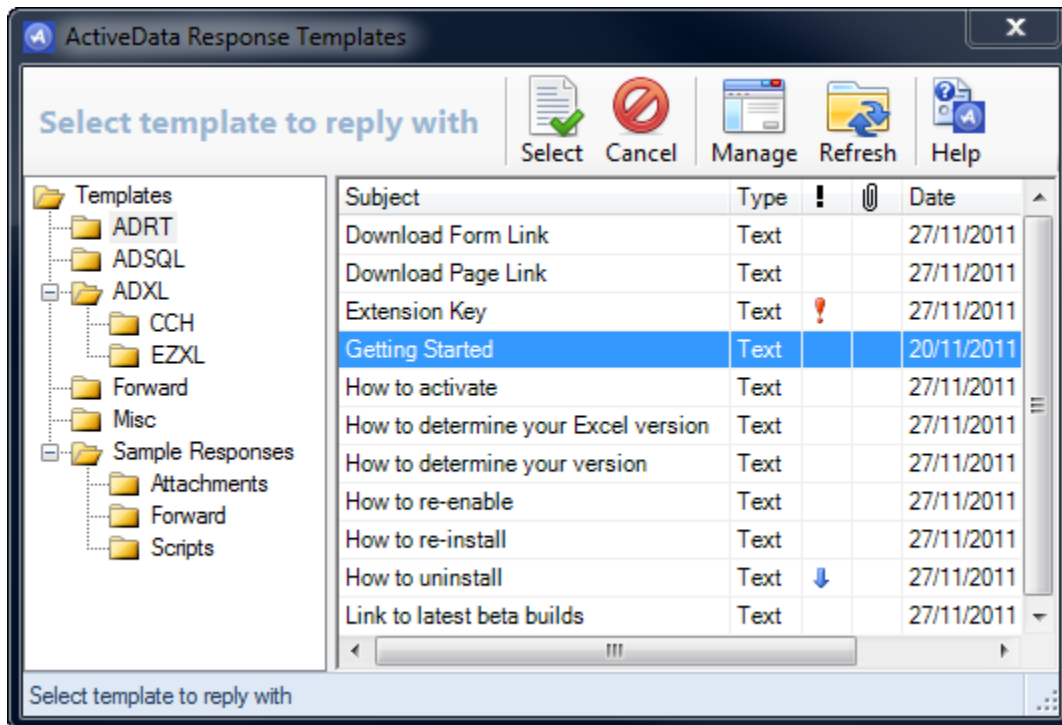 ActiveData Response Templates
Select template to reply with
Select Cancel Manage Refresh Help
Templates
ADRT
ADSQL
ADXL
CCH
EZXL
Forward
Misc
Sample Responses
Attachments
Forward
Scripts
Subject Type ! Date
Download Form Link Text 27/11/2011
Download Page Link Text 27/11/2011
Extension Key Text 27/11/2011
Getting Started Text 20/11/2011
How to activate Text 27/11/2011
How to determine your Excel version Text 27/11/2011
How to determine your version Text 27/11/2011
How to re-enable Text 27/11/2011
How to re-install Text 27/11/2011
How to uninstall Text 27/11/2011
Link to latest beta builds Text 27/11/2011
Select template to reply with